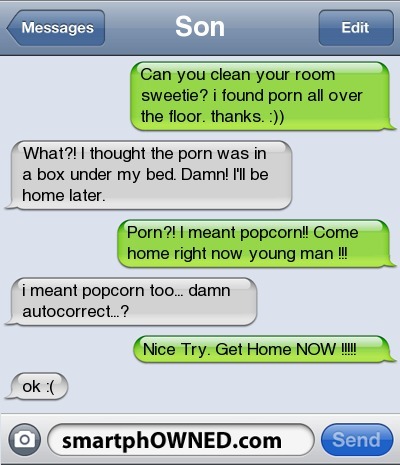 Messages
Son
Edit
Can you clean your room
sweetie? i found porn all over
the floor. thanks. :))
What?! I thought the porn was in
a box under my bed. Damn! I'll be
home later.
Porn?! I meant popcorn!! Come
home right now young man !!!
i meant popcorn too... damn
autocorrect...?
Nice Try. Get Home NOW !!!!!
ok :(
smartphOWNED.com
Send